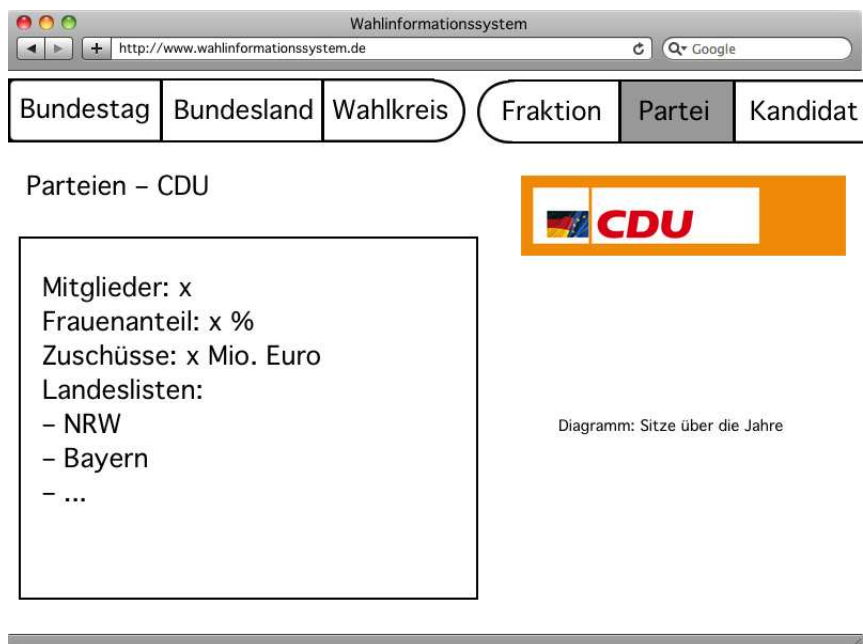 Wahlinformationssystem
http://www.wahlinformationssystem.de
Google
Bundestag Bundesland Wahlkreis Fraktion Partei Kandidat
Parteien – CDU
CDU
Mitglieder: x
Frauenanteil: x %
Zuschüsse: x Mio. Euro
Landeslisten:
– NRW
– Bayern
– ...
Diagramm: Sitze über die Jahre